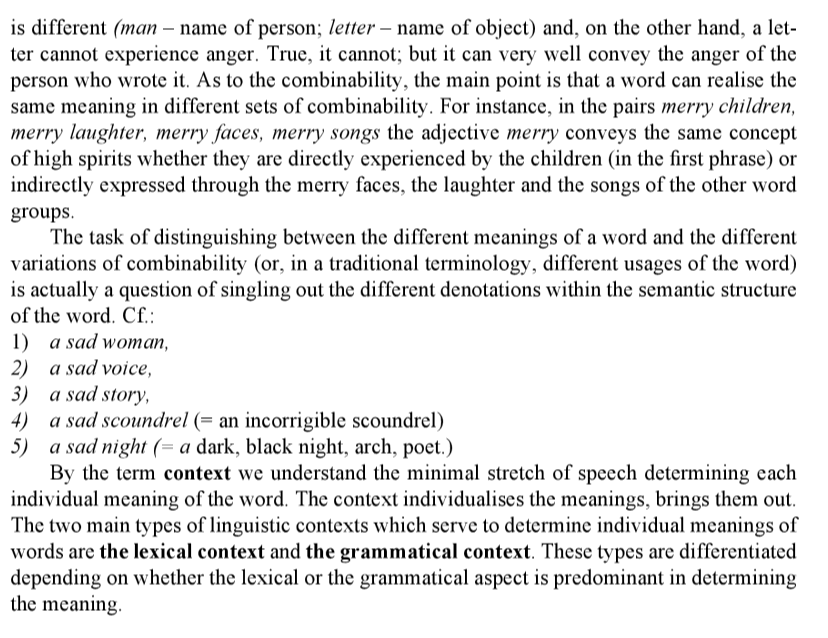 is different (man – name of person; letter – name of object) and, on the other hand, a let-
ter cannot experience anger. True, it cannot; but it can very well convey the anger of the
person who wrote it. As to the combinability, the main point is that a word can realise the
same meaning in different sets of combinability. For instance, in the pairs merry children,
merry laughter, merry faces, merry songs the adjective merry conveys the same concept
of high spirits whether they are directly experienced by the children (in the first phrase) or
indirectly expressed through the merry faces, the laughter and the songs of the other word
groups.
The task of distinguishing between the different meanings of a word and the different
variations of combinability (or, in a traditional terminology, different usages of the word)
is actually a question of singling out the different denotations within the semantic structure
of the word. Cf.:
1) a sad woman,
2) a sad voice,
3) a sad story,
4) a sad scoundrel (= an incorrigible scoundrel)
5) a sad night (= a dark, black night, arch, poet.)
By the term context we understand the minimal stretch of speech determining each
individual meaning of the word. The context individualises the meanings, brings them out.
The two main types of linguistic contexts which serve to determine individual meanings of
words are the lexical context and the grammatical context. These types are differentiated
depending on whether the lexical or the grammatical aspect is predominant in determining
the meaning.